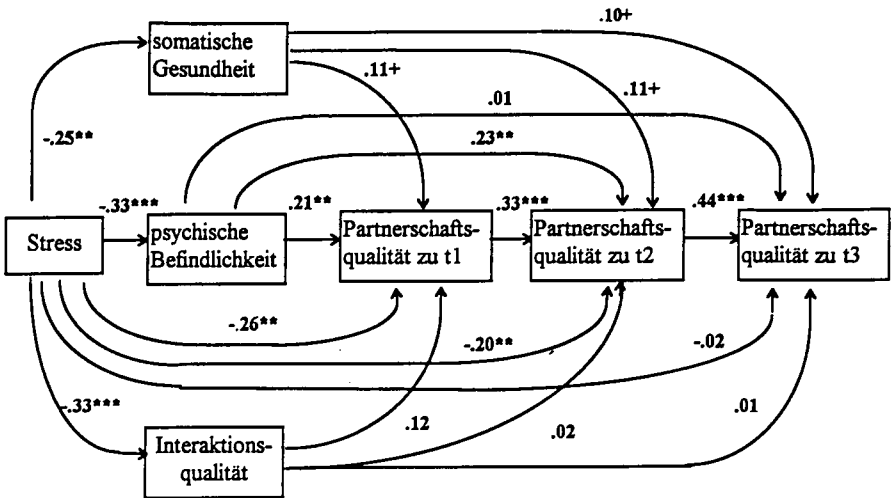 .10+
somatische
Gesundheit
.11+
.11+
.01
-.25**
.23**
-.33***
.21**
.33***
.44***
Stress
psychische
Befindlichkeit
Partnerschafts-
qualität zu t1
Partnerschafts-
qualität zu t2
Partnerschafts-
qualität zu t3
-.26**
-.20**
-.02
-.33***
.12
.02
.01
Interaktions-
qualität